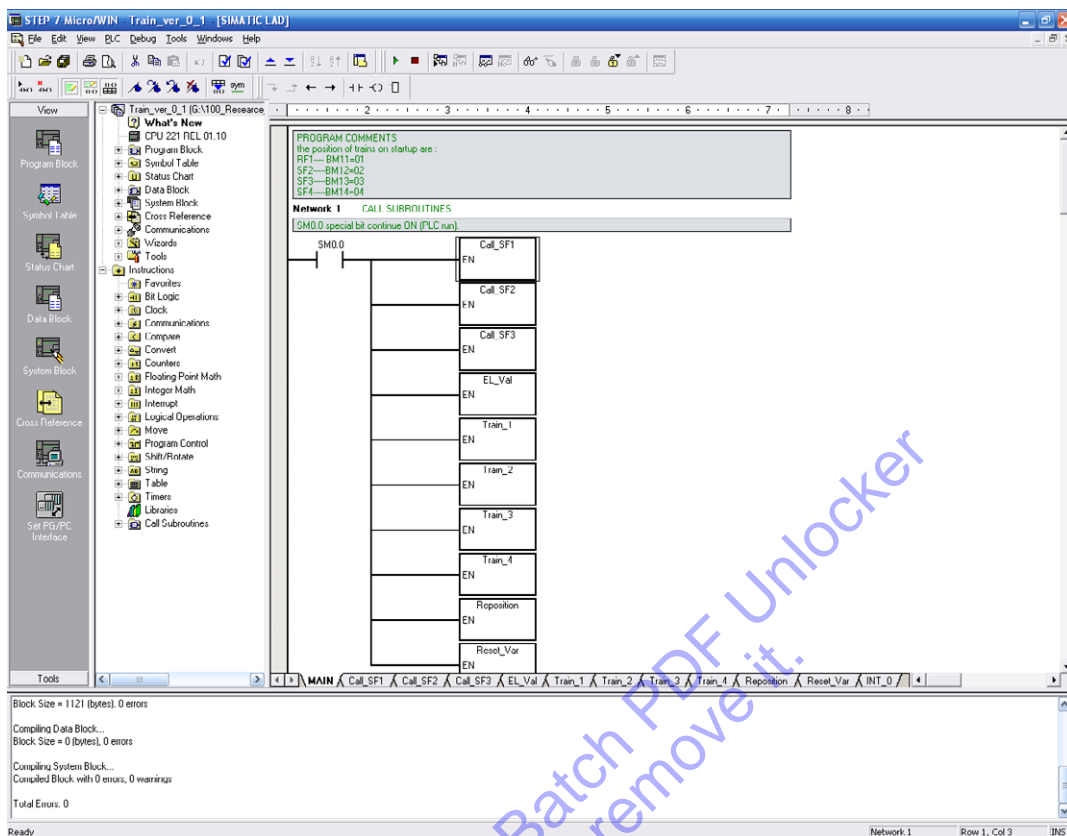 STEP 7 Micro/WIN - Train_ver_0_1 - [SIMATIC LAD]
File Edit View PLC Debug Tools Windows Help
View
Program Block
Symbol Table
Status Chart
Data Block
System Block
Cross Reference
Communications
Set PG/PC
Interface
Tools
Train_ver_0_1 (G:\100_Researce
What's New
CPU 221 REL 01.10
Program Block
Symbol Table
Status Chart
Data Block
System Block
Cross Reference
Communications
Wizards
Tools
Instructions
Favorites
Bit Logic
Clock
Communications
Compare
Convert
Counters
Floating Point Math
Integer Math
Interrupt
Logical Operations
Move
Program Control
Shift/Rotate
String
Table
Timers
Libraries
Call Subroutines
2 3 4 5 6 7 8
PROGRAM COMMENTS
the position of trains on startup are :
RF1---- BM11=01
SF2----BM12=02
SF3----BM13=03
SF4----BM14=04
Network 1 CALL SUBROUTINES
SM0.0 special bit continue ON (PLC run).
SM0.0
Call_SF1
EN
Call_SF2
EN
Call_SF3
EN
EL_Val
EN
Train_1
EN
Train_2
EN
Train_3
EN
Train_4
EN
Reposition
EN
Reset_Var
EN
MAIN Call_SF1 Call_SF2 Call_SF3 EL_Val Train_1 Train_2 Train_3 Train_4 Reposition Reset_Var INT_0
Block Size = 1121 (bytes), 0 errors
Compiling Data Block...
Block Size = 0 (bytes), 0 errors
Compiling System Block...
Compiled Block with 0 errors, 0 warnings
Total Errors: 0
Ready
Network 1
Row 1, Col 3
INS
Batch PDF Unlocker
remove it.